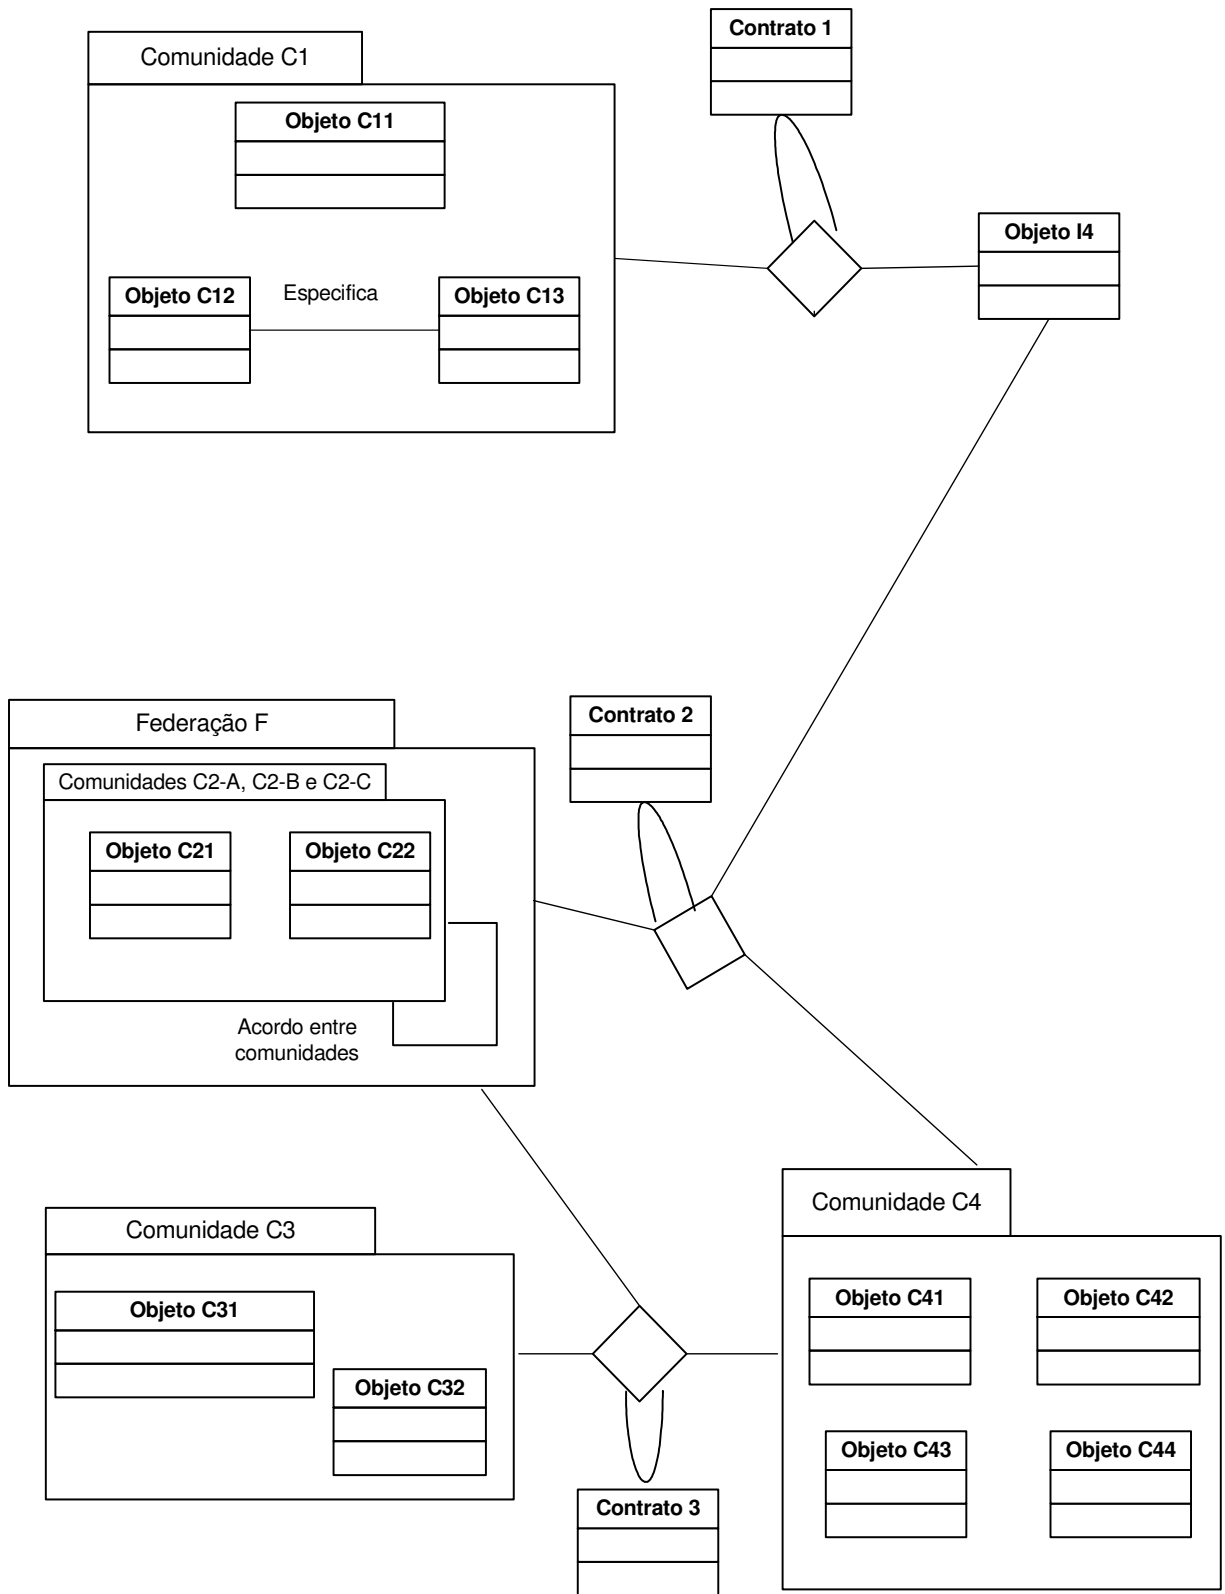 Contrato 1
Comunidade C1
Objeto C11
Objeto I4
Objeto C12
Especifica
Objeto C13
Federação F
Contrato 2
Comunidades C2-A, C2-B e C2-C
Objeto C21
Objeto C22
Acordo entre
comunidades
Comunidade C4
Comunidade C3
Objeto C41
Objeto C42
Objeto C31
Objeto C32
Objeto C43
Objeto C44
Contrato 3